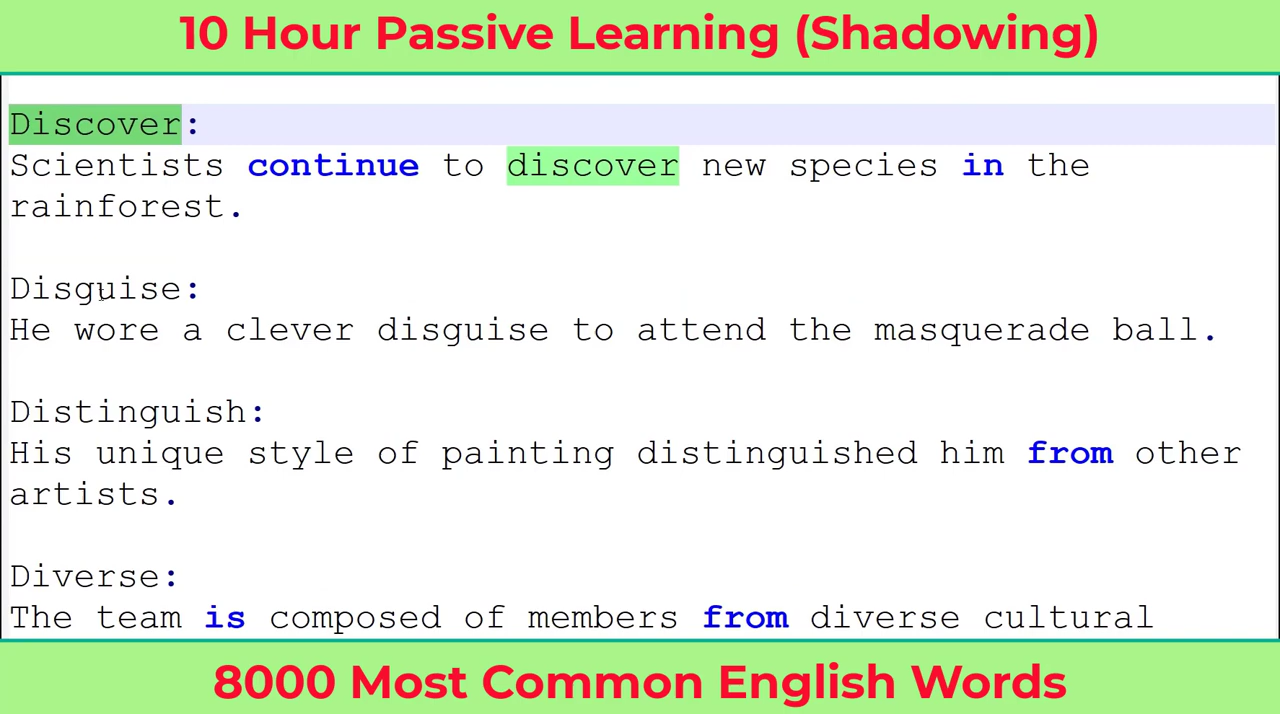 10 Hour Passive Learning (Shadowing)
Discover:
Scientists continue to discover new species in the
rainforest.
Disguise:
He wore a clever disguise to attend the masquerade ball.
Distinguish:
His unique style of painting distinguished him from other
artists.
Diverse:
The team is composed of members from diverse cultural
8000 Most Common English Words